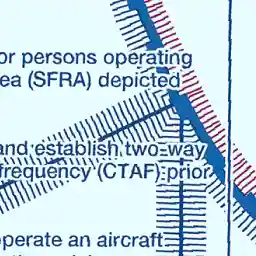 or persons operating
ea (SFRA) depicted
and establish two-way
frequency (CTAF) prior
operate an aircraft